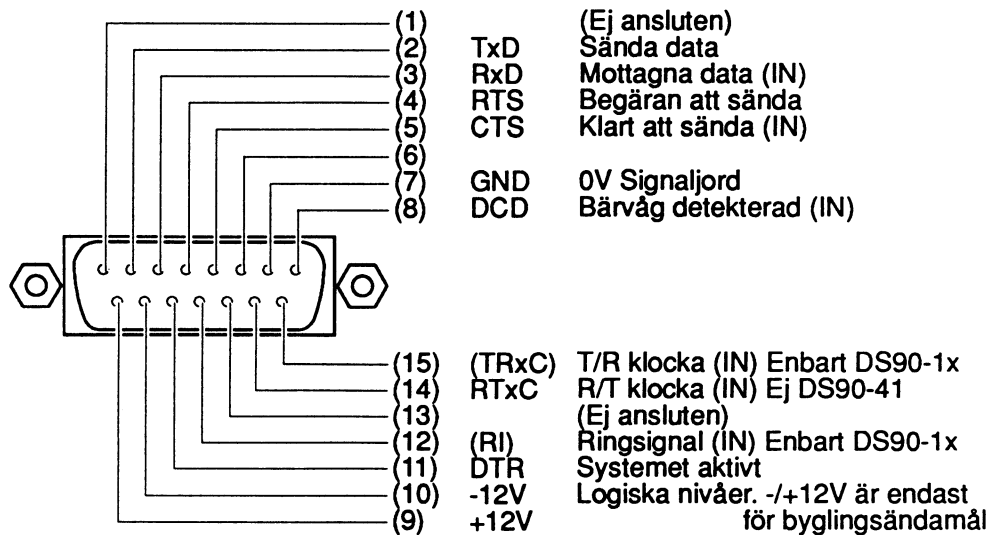 (1) (Ej ansluten)
(2) TxD Sända data
(3) RxD Mottagna data (IN)
(4) RTS Begäran att sända
(5) CTS Klart att sända (IN)
(6)
(7) GND 0V Signaljord
(8) DCD Bärvåg detekterad (IN)
(15) (TRxC) T/R klocka (IN) Enbart DS90-1x
(14) RTxC R/T klocka (IN) Ej DS90-41
(13) (Ej ansluten)
(12) (RI) Ringsignal (IN) Enbart DS90-1x
(11) DTR Systemet aktivt
(10) -12V Logiska nivåer. -/+12V är endast
(9) +12V för byglingsändamål